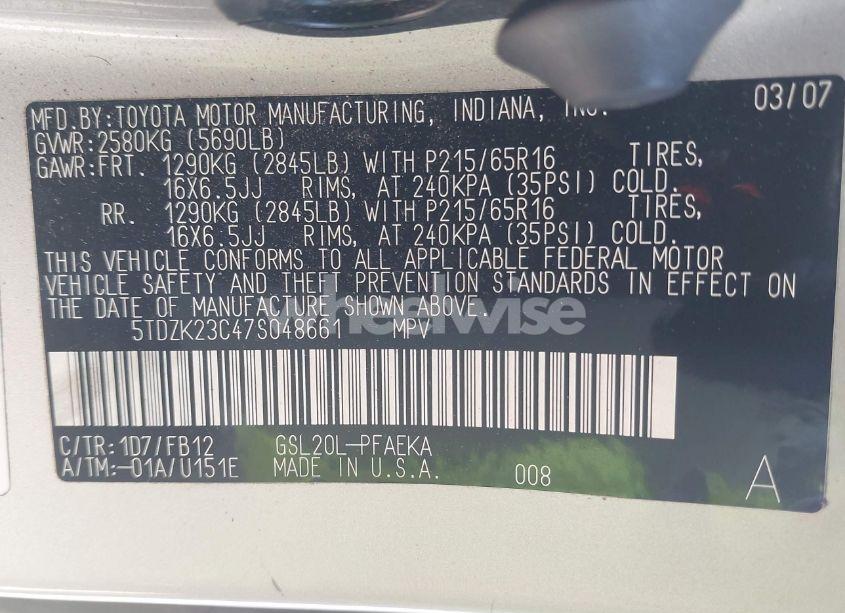 03/07
MFD.BY:TOYOTA MOTOR MANUFACTURING, INDIANA, INC.
GVWR:2580KG (5690LB)
GAWR:FRT. 1290KG (2845LB) WITH P215/65R16 TIRES,
16X6.5JJ RIMS, AT 240KPA (35PSI) COLD.
RR. 1290KG (2845LB) WITH P215/65R16 TIRES,
16X6.5JJ RIMS, AT 240KPA (35PSI) COLD.
THIS VEHICLE CONFORMS TO ALL APPLICABLE FEDERAL MOTOR
VEHICLE SAFETY AND THEFT PREVENTION STANDARDS IN EFFECT ON
THE DATE OF MANUFACTURE SHOWN ABOVE.
wheelwise
5TDZK23C47S048661 MPV
C/TR:1D7/FB12 GSL20L-PFAEKA
A/TM:-01A/U151E MADE IN U.S.A. 008 A